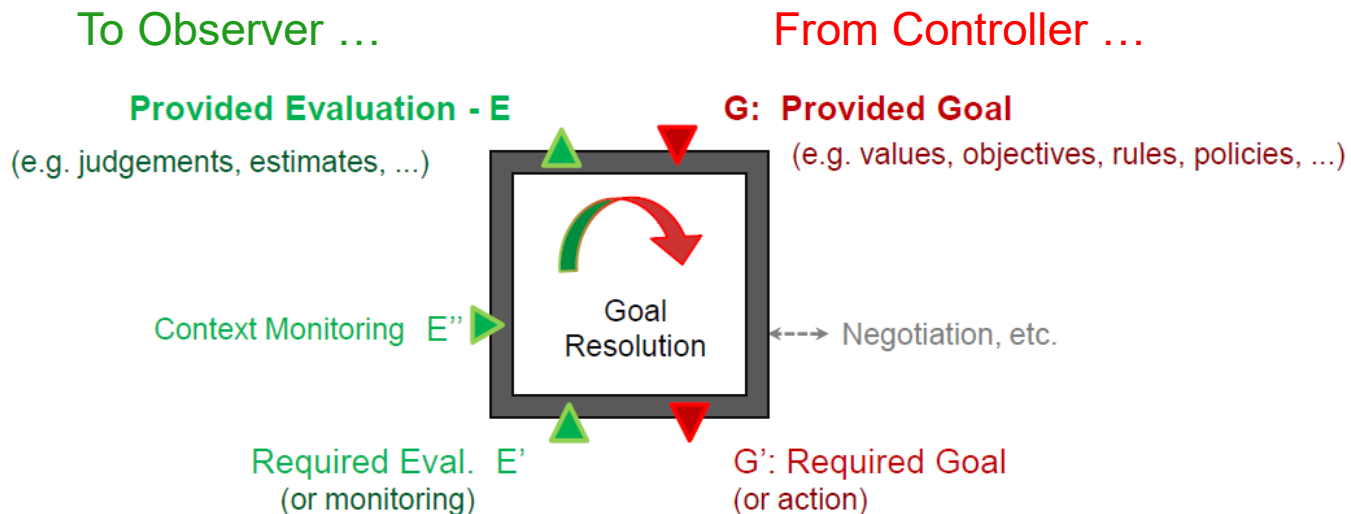 To Observer …
From Controller …
Provided Evaluation - E
G:  Provided Goal
(e.g. judgements, estimates, ...)
(e.g. values, objectives, rules, policies, ...)
Goal
Resolution
Context Monitoring  E’’
Negotiation, etc.
Required Eval.  E’
(or monitoring)
G’: Required Goal
(or action)